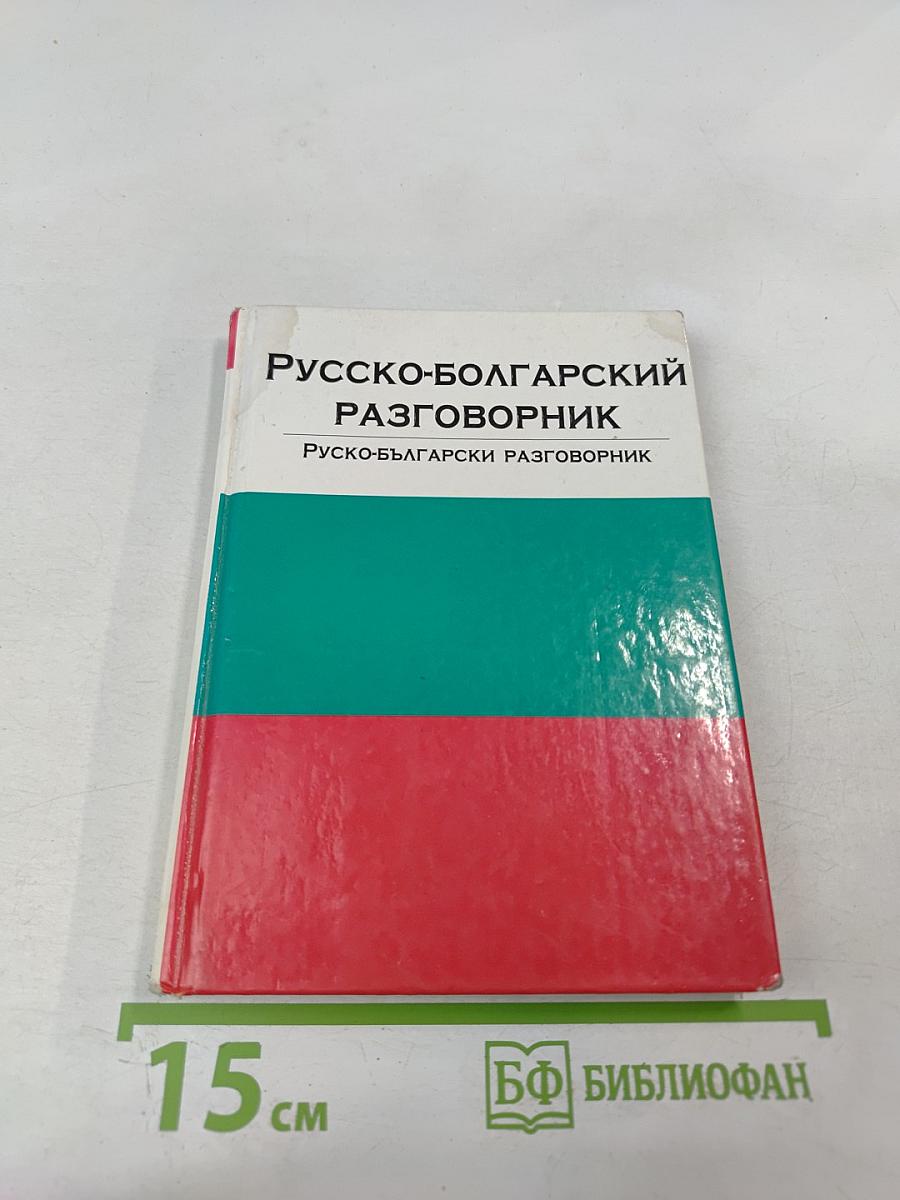 Русско-болгарский
разговорник
Руско-български разговорник
15 см
БФ БИБЛИОФАН